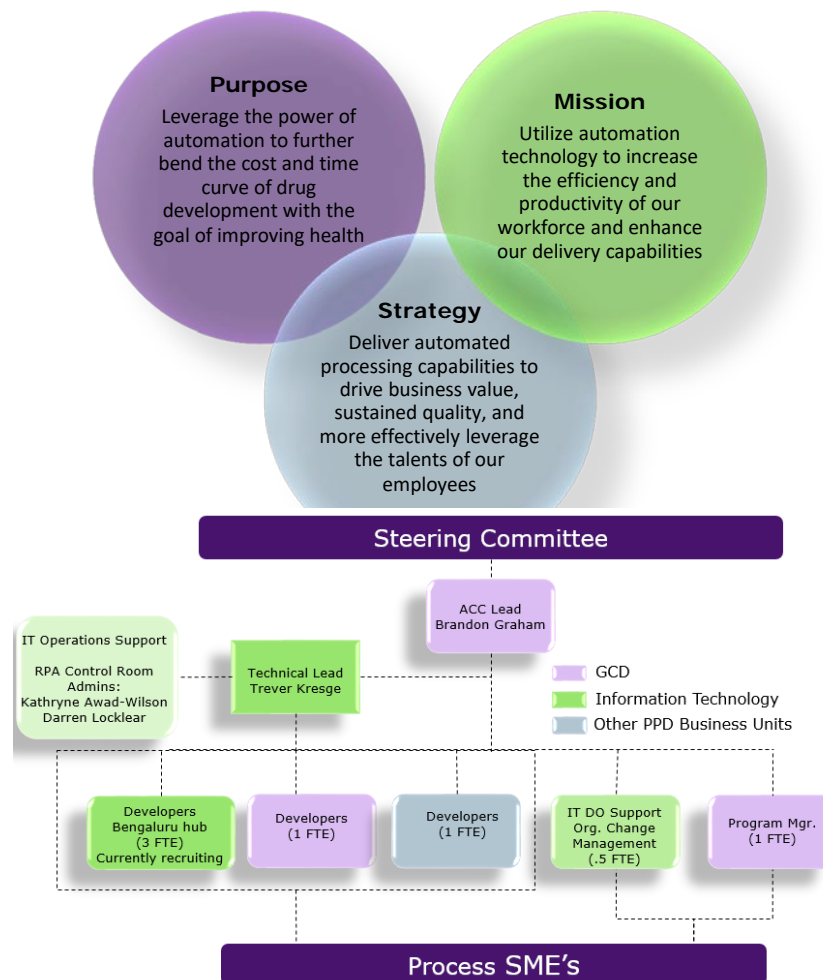 Purpose
Leverage the power of
automation to further
bend the cost and time
curve of drug
development with the
goal of improving health
Mission
Utilize automation
technology to increase
the efficiency and
productivity of our
workforce and enhance
our delivery capabilities
Strategy
Deliver automated
processing capabilities to
drive business value,
sustained quality, and
more effectively leverage
the talents of our
employees
Steering Committee
ACC Lead
Brandon Graham
IT Operations Support
RPA Control Room
Admins:
Kathryne Awad-Wilson
Darren Locklear
Technical Lead
Trever Kresge
GCD
Information Technology
Other PPD Business Units
Developers
Bengaluru hub
(3 FTE)
Currently recruiting
Developers
(1 FTE)
Developers
(1 FTE)
IT DO Support
Org. Change
Management
(.5 FTE)
Program Mgr.
(1 FTE)
Process SME's